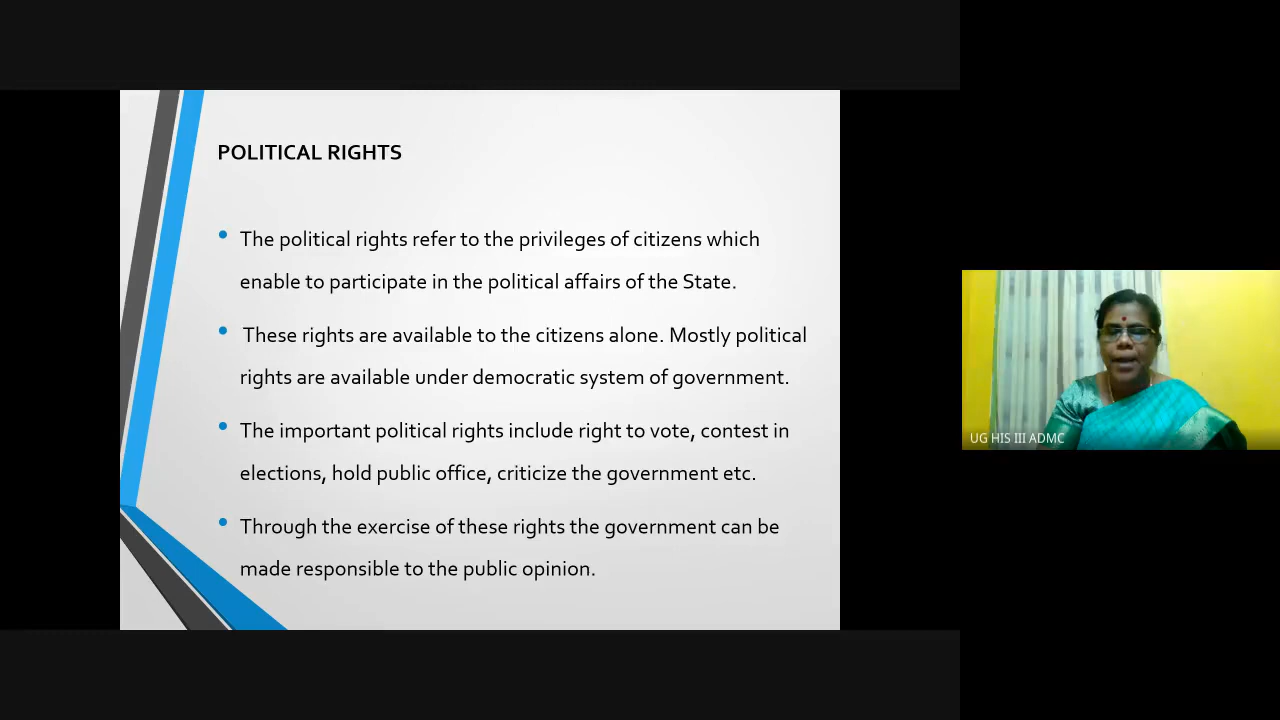 POLITICAL RIGHTS
The political rights refer to the privileges of citizens which
enable to participate in the political affairs of the State.
These rights are available to the citizens alone. Mostly political
rights are available under democratic system of government.
The important political rights include right to vote, contest in
elections, hold public office, criticize the government etc.
Through the exercise of these rights the government can be
made responsible to the public opinion.
UG HIS III ADMC